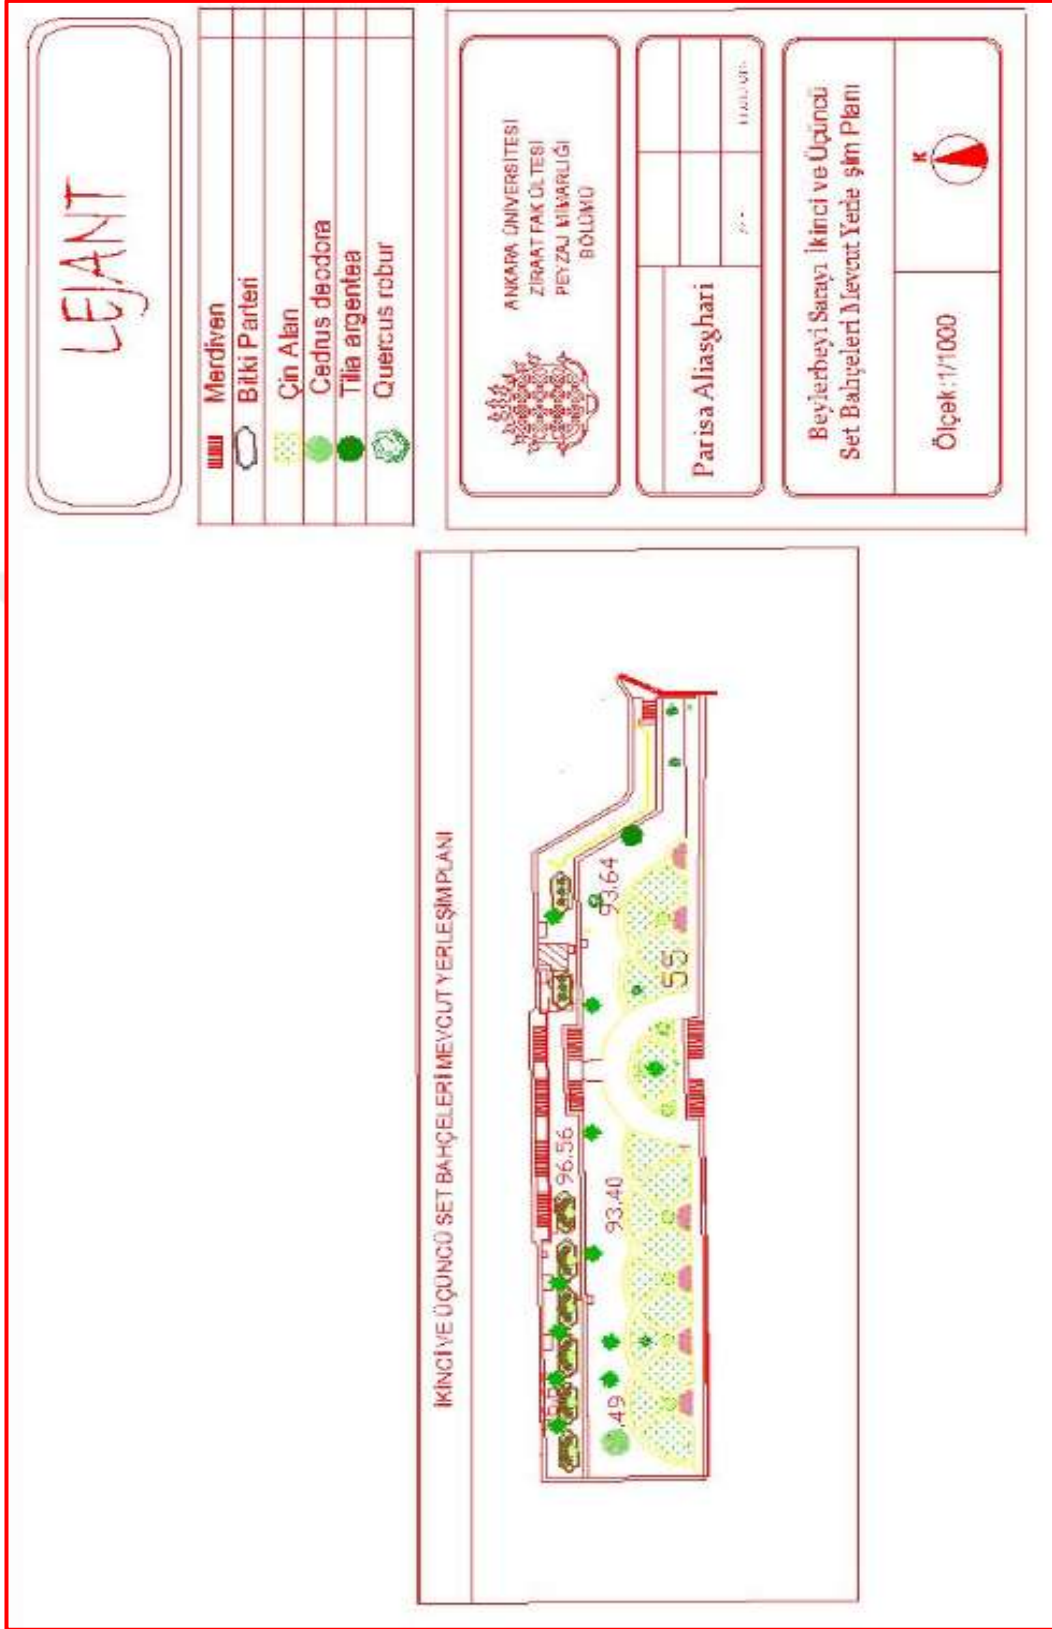 LEJANT
Merdiven
Bitki Parteri
Çin Alan
Cedrus deodora
Tilia argentea
Quercus robur
ANKARA ÜNİVERSİTESİ
ZİRAAT FAKÜLTESİ
PEYZAJ MİMARLIĞI
BÖLÜMÜ
Parisa Aliasghari
Beylerbeyi Sarayı İkinci ve Üçüncü
Set Bahçeleri Mevcut Yerle şim Planı
Ölçek:1/1000
K
İKİNCİ VE ÜÇÜNCÜ SET BAHÇELERİ MEVCUT YERLEŞİM PLANI
96.56
.49
93.40
93.64
55